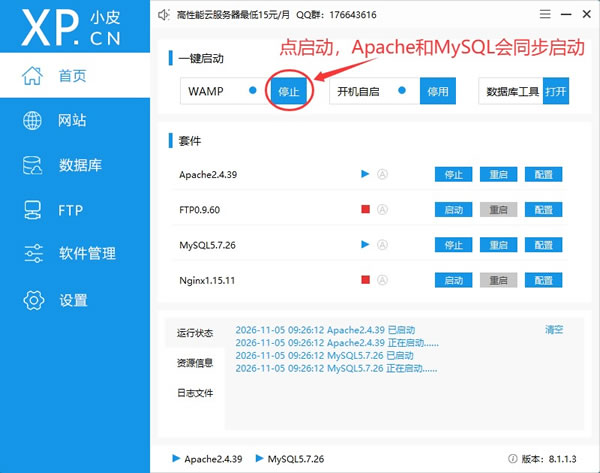 XP.小皮
.CN
高性能云服务器最低15元/月 QQ群：176643616
首页
网站
数据库
FTP
软件管理
设置
一键启动
点启动，Apache和MySQL会同步启动
WAMP 停止 开机自启 停用 数据库工具 打开
套件
Apache2.4.39 停止 重启 配置
FTP0.9.60 启动 重启 配置
MySQL5.7.26 停止 重启 配置
Nginx1.15.11 启动 重启 配置
运行状态
资源信息
日志文件
2026-11-05 09:26:12 Apache2.4.39 已启动 清空
2026-11-05 09:26:12 Apache2.4.39 正在启动......
2026-11-05 09:26:12 MySQL5.7.26 已启动
2026-11-05 09:26:12 MySQL5.7.26 正在启动......
Apache2.4.39 MySQL5.7.26 版本：8.1.1.3